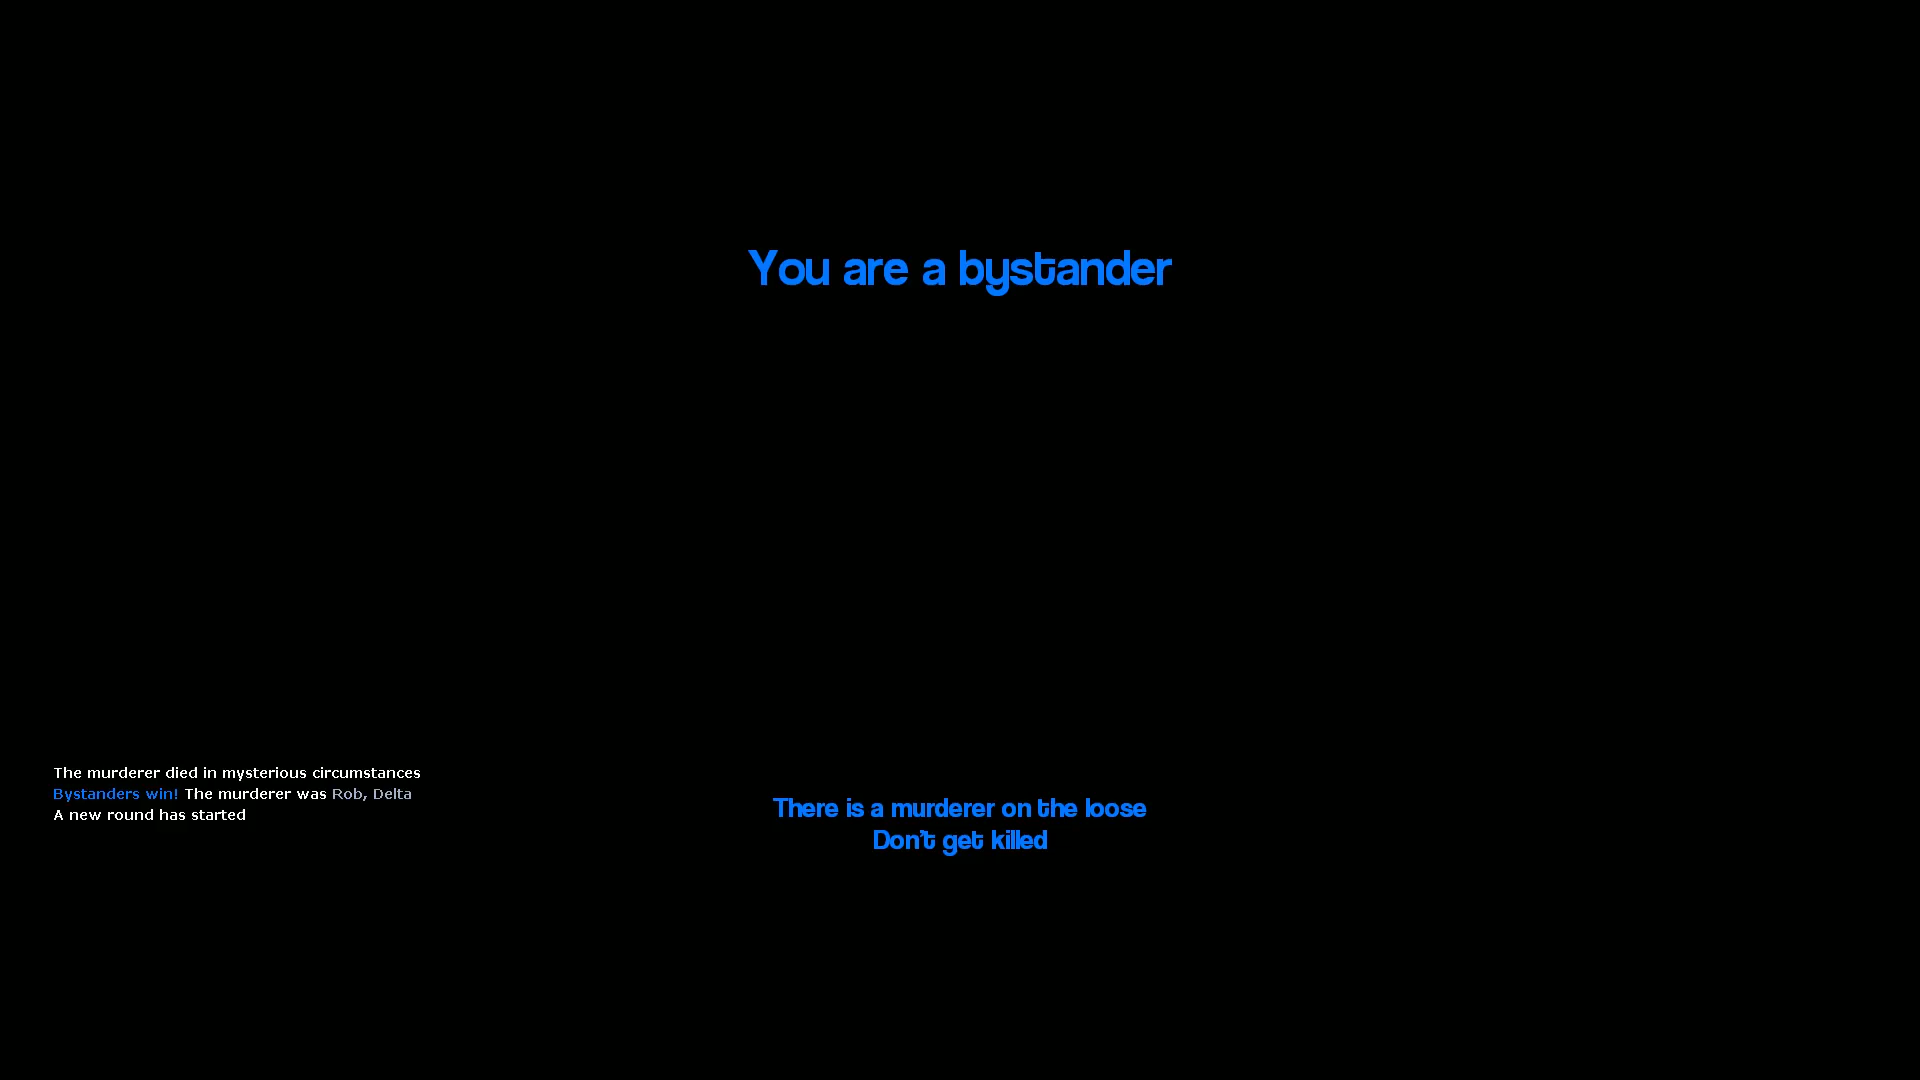 You are a bystander
The murderer died in mysterious circumstances
Bystanders win! The murderer was Rob, Delta
A new round has started
There is a murderer on the loose
Don't get killed